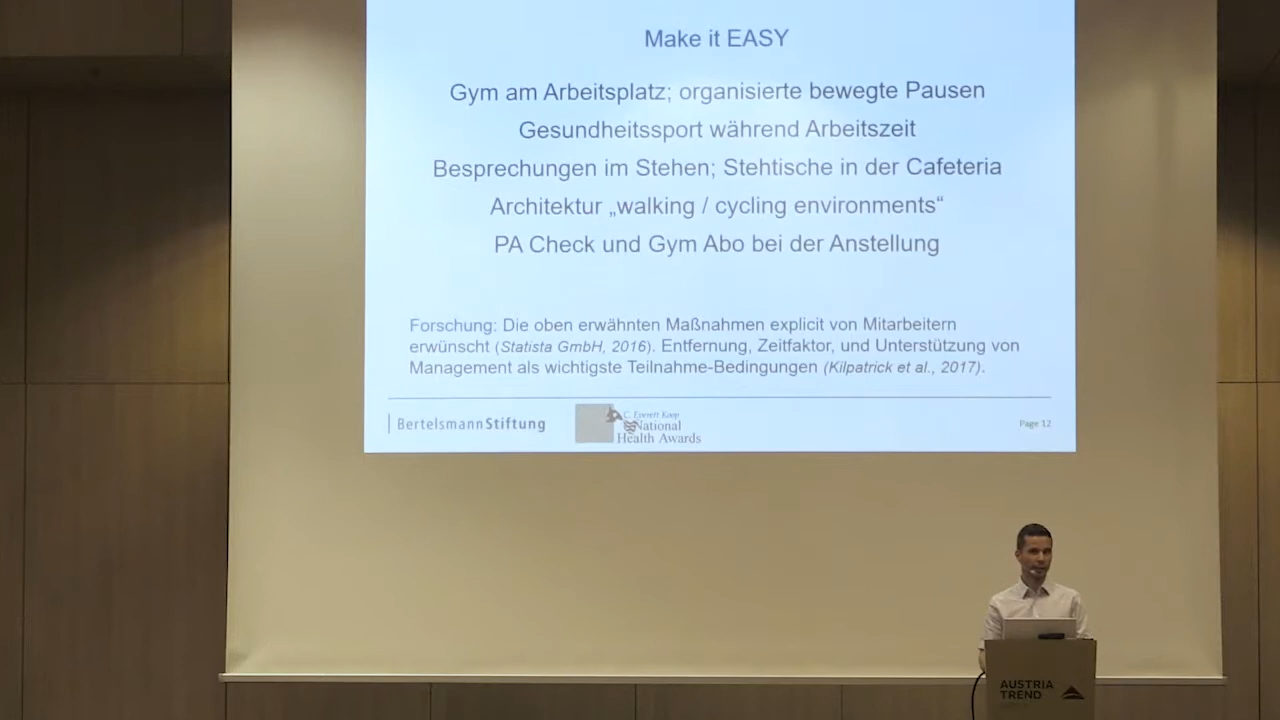 Make it EASY
Gym am Arbeitsplatz; organisierte bewegte Pausen
Gesundheitssport während Arbeitszeit
Besprechungen im Stehen; Stehtische in der Cafeteria
Architektur „walking / cycling environments“
PA Check und Gym Abo bei der Anstellung
Forschung: Die oben erwähnten Maßnahmen explicit von Mitarbeitern
erwünscht (Statista GmbH, 2016). Entfernung, Zeitfaktor, und Unterstützung von
Management als wichtigste Teilnahme-Bedingungen (Kilpatrick et al., 2017).
BertelsmannStiftung
C. Everett Koop
National
Health Awards
Page 12
AUSTRIA
TREND